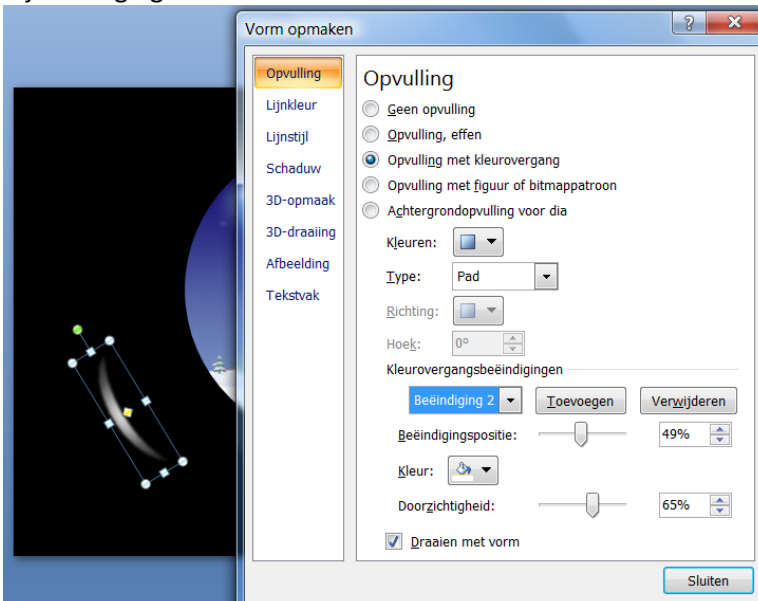 Vorm opmaken
Opvulling
Lijnkleur
Lijnstijl
Schaduw
3D-opmaak
3D-draaiing
Afbeelding
Tekstvak
Opvulling
Geen opvulling
Opvulling, effen
Opvulling met kleurovergang
Opvulling met figuur of bitmappatroon
Achtergrondopvulling voor dia
Kleuren:
Type: Pad
Richting:
Hoek: 0°
Kleurovergangsbeëindigingen
Beëindiging 2 Toevoegen Verwijderen
Beëindigingspositie: 49%
Kleur:
Doorzichtigheid: 65%
Draaien met vorm
Sluiten